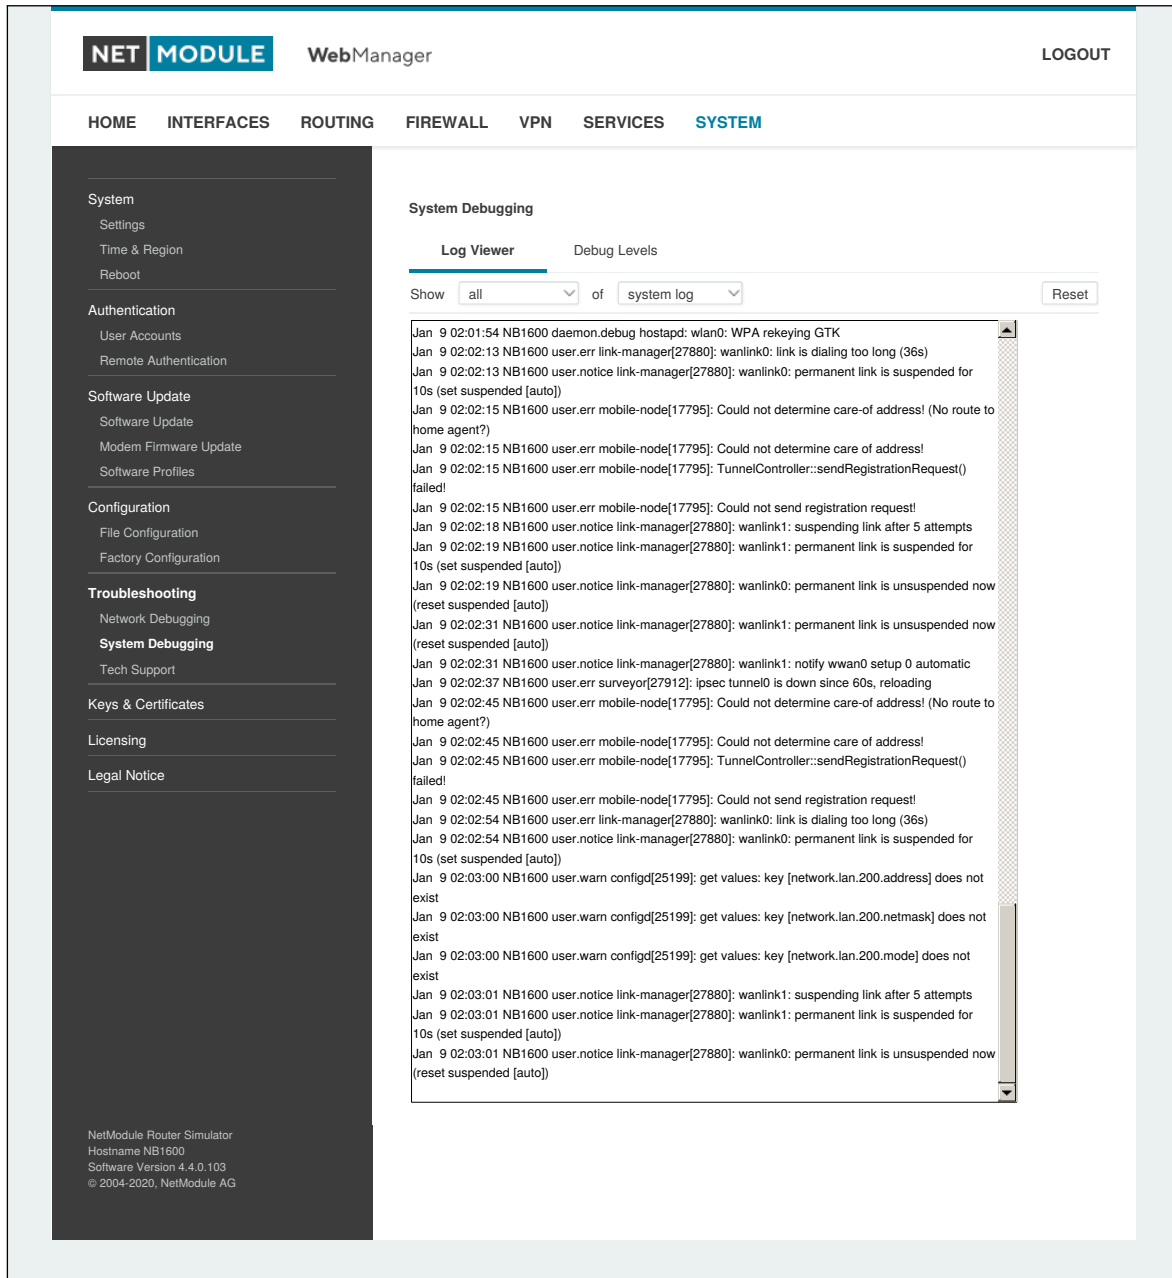 NET MODULE WebManager LOGOUT
HOME INTERFACES ROUTING FIREWALL VPN SERVICES SYSTEM
System
Settings
Time & Region
Reboot
Authentication
User Accounts
Remote Authentication
Software Update
Software Update
Modem Firmware Update
Software Profiles
Configuration
File Configuration
Factory Configuration
Troubleshooting
Network Debugging
System Debugging
Tech Support
Keys & Certificates
Licensing
Legal Notice
NetModule Router Simulator
Hostname NB1600
Software Version 4.4.0.103
© 2004-2020, NetModule AG
System Debugging
Log Viewer Debug Levels
Show all of system log Reset
Jan 9 02:01:54 NB1600 daemon.debug hostapd: wlan0: WPA rekeying GTK
Jan 9 02:02:13 NB1600 user.err link-manager[27880]: wanlink0: link is dialing too long (36s)
Jan 9 02:02:13 NB1600 user.notice link-manager[27880]: wanlink0: permanent link is suspended for
10s (set suspended [auto])
Jan 9 02:02:15 NB1600 user.err mobile-node[17795]: Could not determine care-of address! (No route to
home agent?)
Jan 9 02:02:15 NB1600 user.err mobile-node[17795]: Could not determine care of address!
Jan 9 02:02:15 NB1600 user.err mobile-node[17795]: TunnelController::sendRegistrationRequest()
failed!
Jan 9 02:02:15 NB1600 user.err mobile-node[17795]: Could not send registration request!
Jan 9 02:02:18 NB1600 user.notice link-manager[27880]: wanlink1: suspending link after 5 attempts
Jan 9 02:02:19 NB1600 user.notice link-manager[27880]: wanlink1: permanent link is suspended for
10s (set suspended [auto])
Jan 9 02:02:19 NB1600 user.notice link-manager[27880]: wanlink0: permanent link is unsuspended now
(reset suspended [auto])
Jan 9 02:02:31 NB1600 user.notice link-manager[27880]: wanlink1: permanent link is unsuspended now
(reset suspended [auto])
Jan 9 02:02:31 NB1600 user.notice link-manager[27880]: wanlink1: notify wwan0 setup 0 automatic
Jan 9 02:02:37 NB1600 user.err surveyor[27912]: ipsec tunnel0 is down since 60s, reloading
Jan 9 02:02:45 NB1600 user.err mobile-node[17795]: Could not determine care-of address! (No route to
home agent?)
Jan 9 02:02:45 NB1600 user.err mobile-node[17795]: Could not determine care of address!
Jan 9 02:02:45 NB1600 user.err mobile-node[17795]: TunnelController::sendRegistrationRequest()
failed!
Jan 9 02:02:45 NB1600 user.err mobile-node[17795]: Could not send registration request!
Jan 9 02:02:54 NB1600 user.err link-manager[27880]: wanlink0: link is dialing too long (36s)
Jan 9 02:02:54 NB1600 user.notice link-manager[27880]: wanlink0: permanent link is suspended for
10s (set suspended [auto])
Jan 9 02:03:00 NB1600 user.warn configd[25199]: get values: key [network.lan.200.address] does not
exist
Jan 9 02:03:00 NB1600 user.warn configd[25199]: get values: key [network.lan.200.netmask] does not
exist
Jan 9 02:03:00 NB1600 user.warn configd[25199]: get values: key [network.lan.200.mode] does not
exist
Jan 9 02:03:01 NB1600 user.notice link-manager[27880]: wanlink1: suspending link after 5 attempts
Jan 9 02:03:01 NB1600 user.notice link-manager[27880]: wanlink1: permanent link is suspended for
10s (set suspended [auto])
Jan 9 02:03:01 NB1600 user.notice link-manager[27880]: wanlink0: permanent link is unsuspended now
(reset suspended [auto])